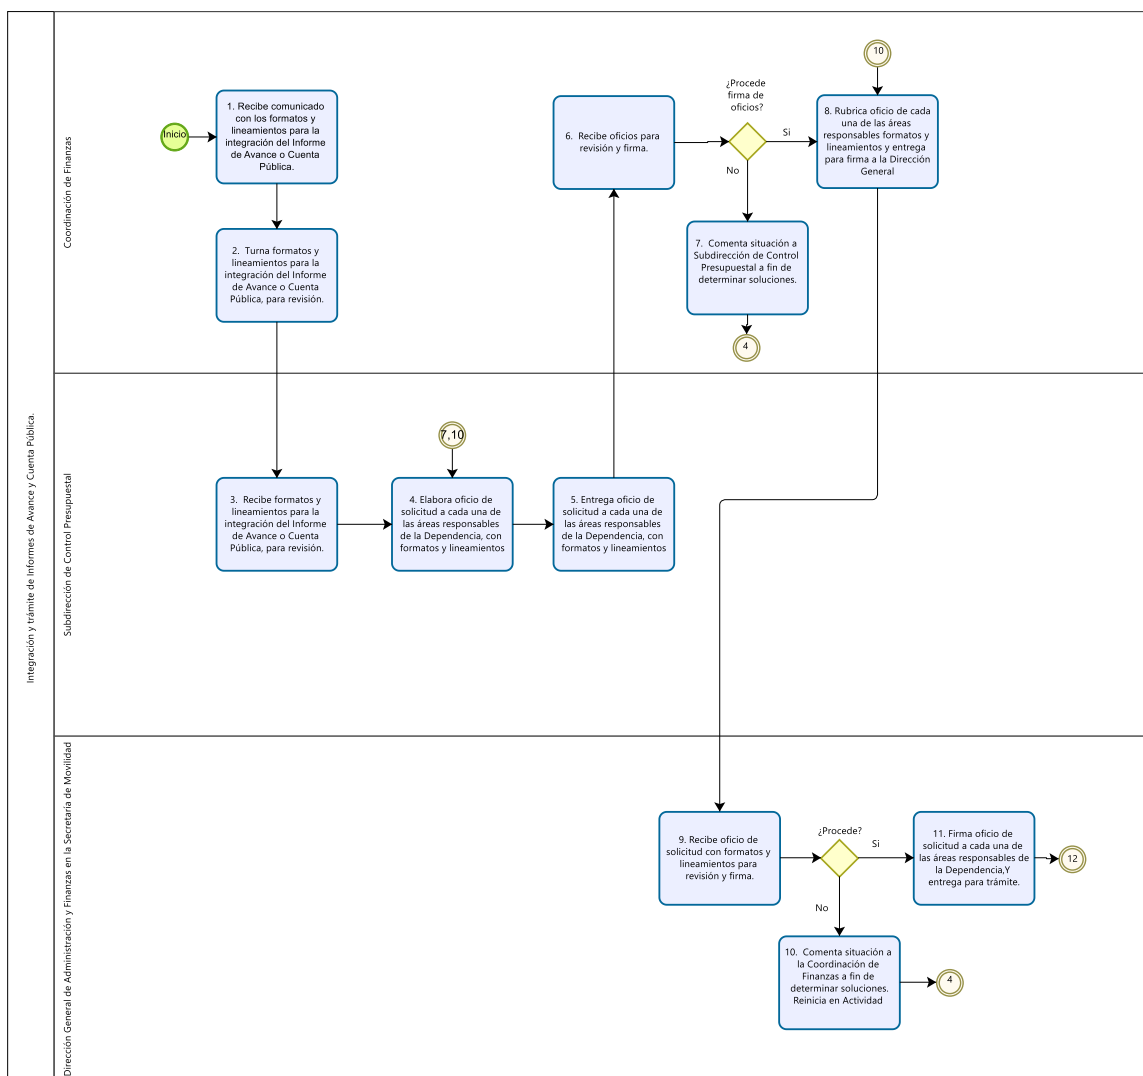 Integración y trámite de Informes de Avance y Cuenta Pública.
Coordinación de Finanzas
Inicio
1. Recibe comunicado
con los formatos y
lineamientos para la
integración del Informe
de Avance o Cuenta
Pública.
2. Turna formatos y
lineamientos para la
integración del Informe
de Avance o Cuenta
Pública, para revisión.
6. Recibe oficios para
revisión y firma.
¿Procede
firma de
oficios?
Si
No
7. Comenta situación a
Subdirección de Control
Presupuestal a fin de
determinar soluciones.
4
10
8. Rubrica oficio de cada
una de las áreas
responsables formatos y
lineamientos y entrega
para firma a la Dirección
General
Subdirección de Control Presupuestal
3. Recibe formatos y
lineamientos para la
integración del Informe
de Avance o Cuenta
Pública, para revisión.
7,10
4. Elabora oficio de
solicitud a cada una de
las áreas responsables
de la Dependencia, con
formatos y lineamientos
5. Entrega oficio de
solicitud a cada una de
las áreas responsables
de la Dependencia, con
formatos y lineamientos
Dirección General de Administración y Finanzas en la Secretaría de Movilidad
9. Recibe oficio de
solicitud con formatos y
lineamientos para
revisión y firma.
¿Procede?
Si
No
11. Firma oficio de
solicitud a cada una de
las áreas responsables de
la Dependencia,Y
entrega para trámite.
12
10. Comenta situación a
la Coordinación de
Finanzas a fin de
determinar soluciones.
Reinicia en Actividad
4